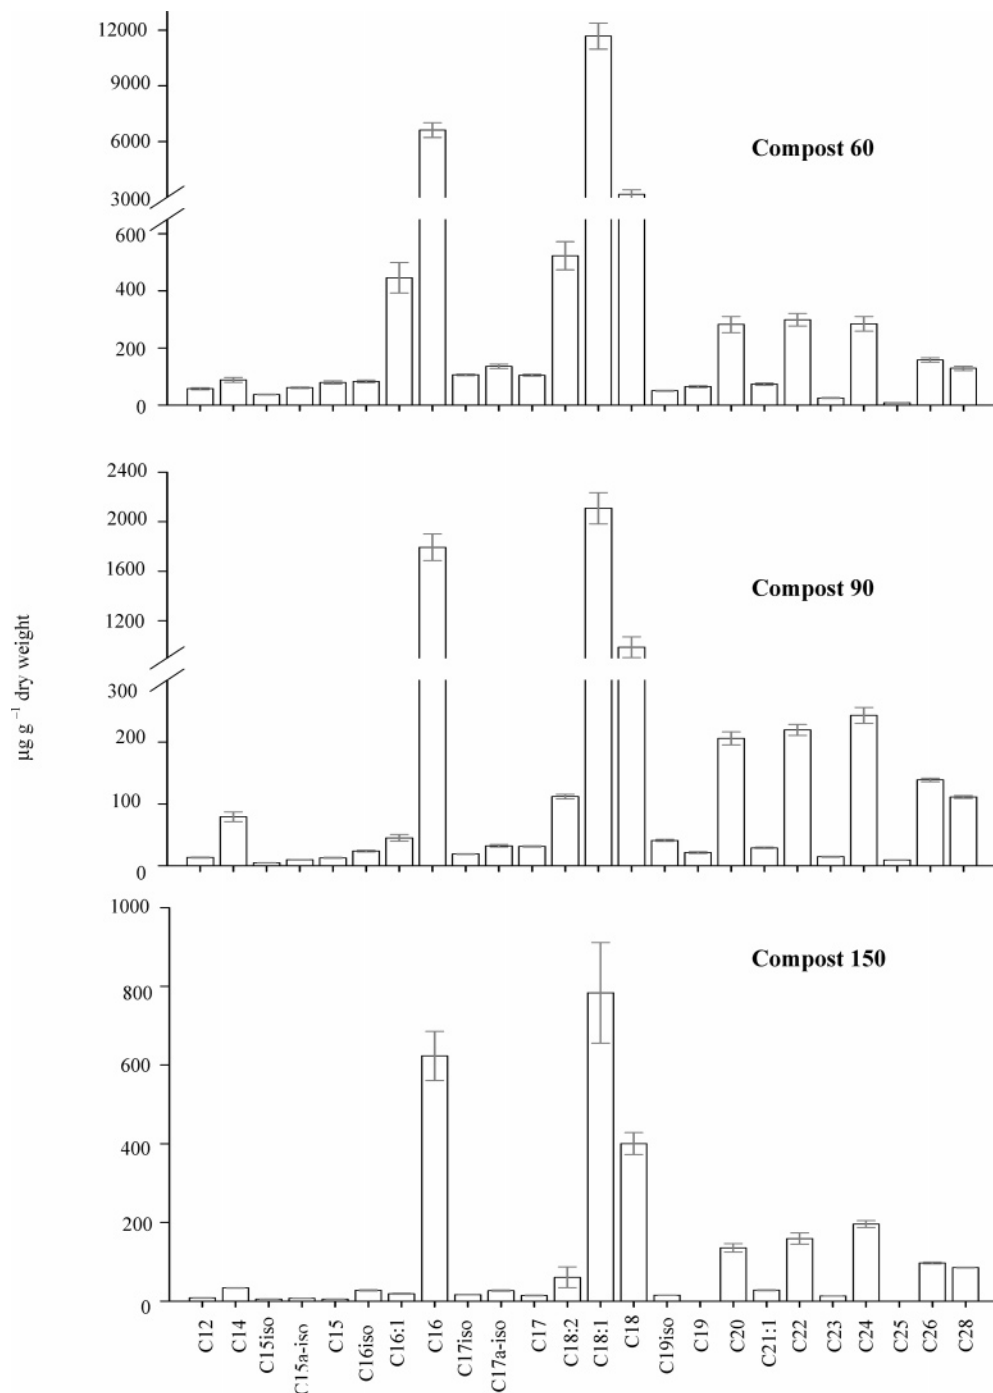 12000
9000
6000
3000
600
400
200
0
Compost 60
2400
2000
1600
1200
300
200
100
0
Compost 90
µg g⁻¹ dry weight
1000
800
600
400
200
0
Compost 150
C12
C14
C15iso
C15a-iso
C15
C16iso
C16:1
C16
C17iso
C17a-iso
C17
C18:2
C18:1
C18
C19iso
C19
C20
C21:1
C22
C23
C24
C25
C26
C28